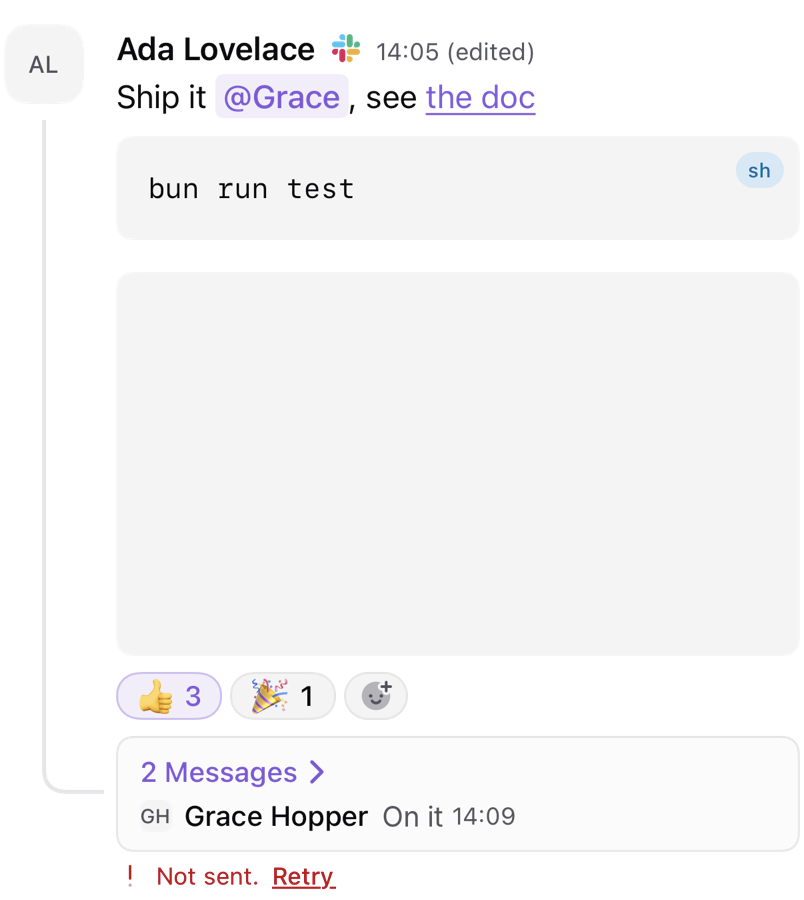 AL
Ada Lovelace 14:05 (edited)
Ship it @Grace, see the doc
sh
bun run test
👍 3 🎉 1
2 Messages
GH Grace Hopper On it 14:09
! Not sent. Retry